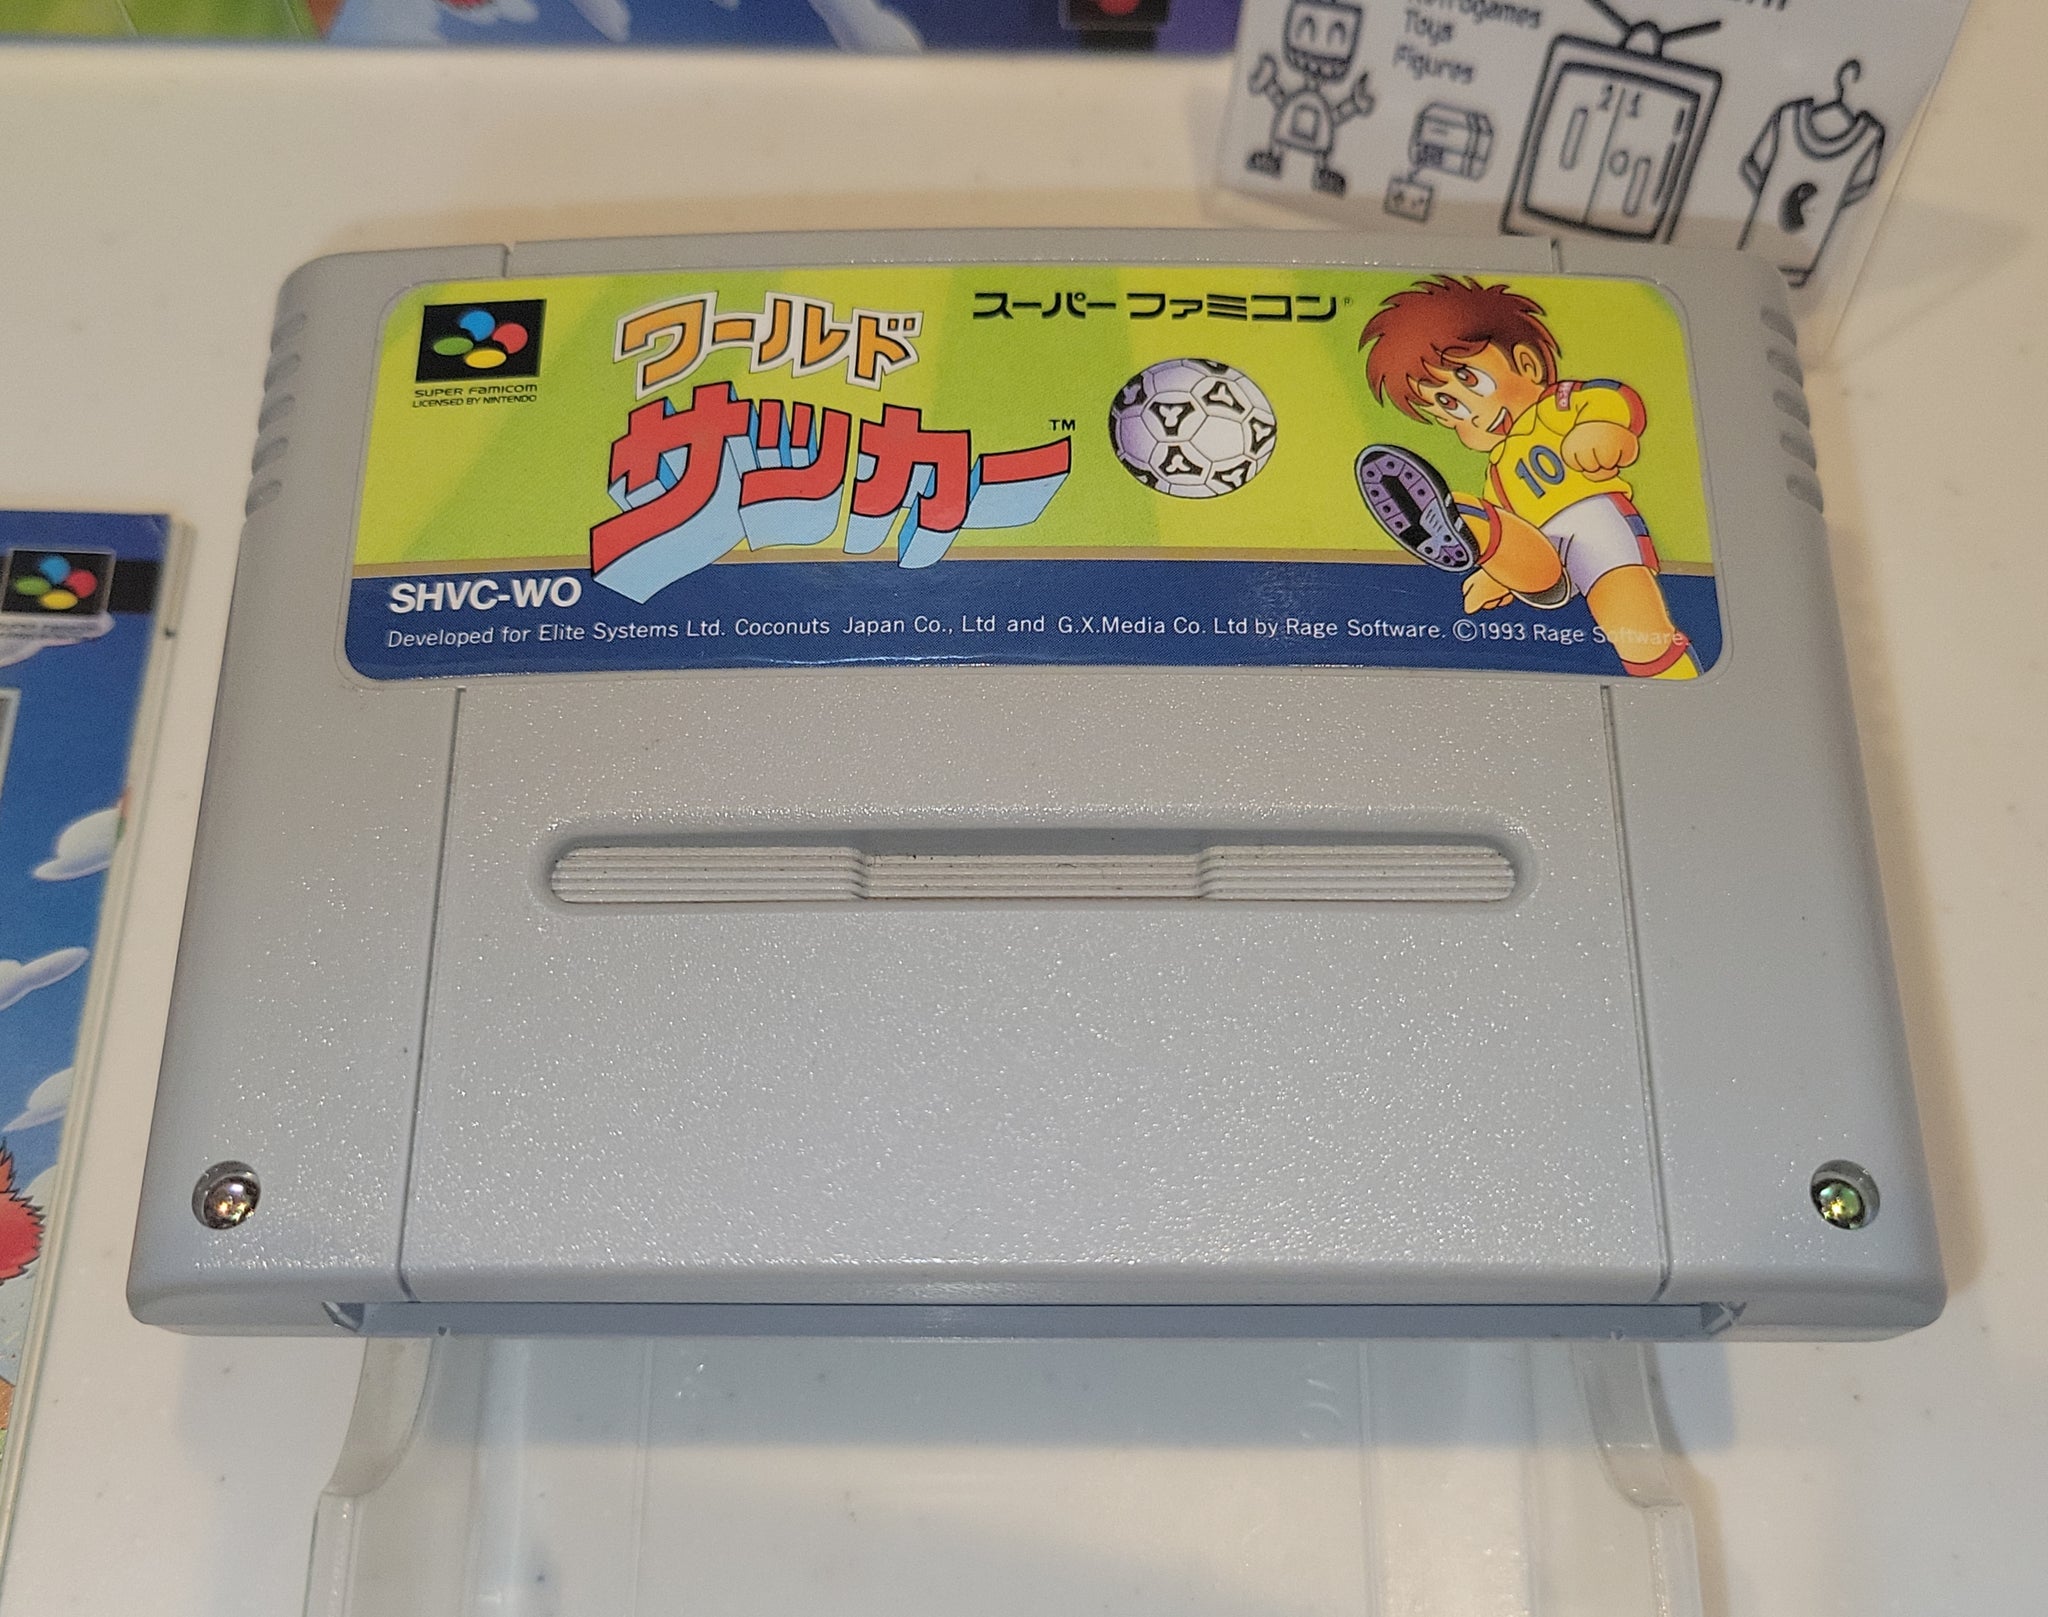 Toys
Figures
2 1
スーパーファミコン
SUPER FAMICOM
LICENSED BY NINTENDO
ワールド
サッカー™
10
SHVC-WO
Developed for Elite Systems Ltd. Coconuts Japan Co., Ltd and G.X.Media Co. Ltd by Rage Software. ©1993 Rage Software.